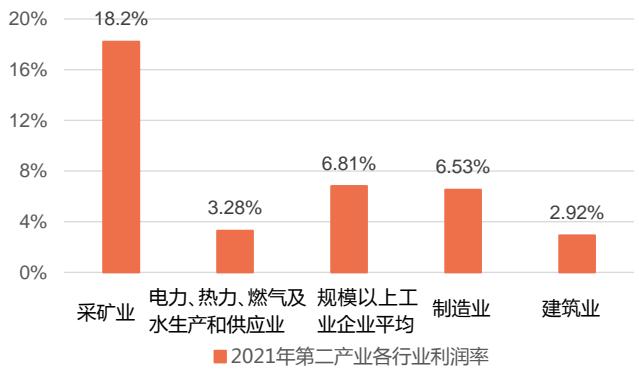 20%
16%
12%
8%
4%
0%
18.2%
3.28%
6.81%
6.53%
2.92%
采矿业
电力、热力、燃气及
水生产和供应业
规模以上工
业企业平均
制造业
建筑业
2021年第二产业各行业利润率